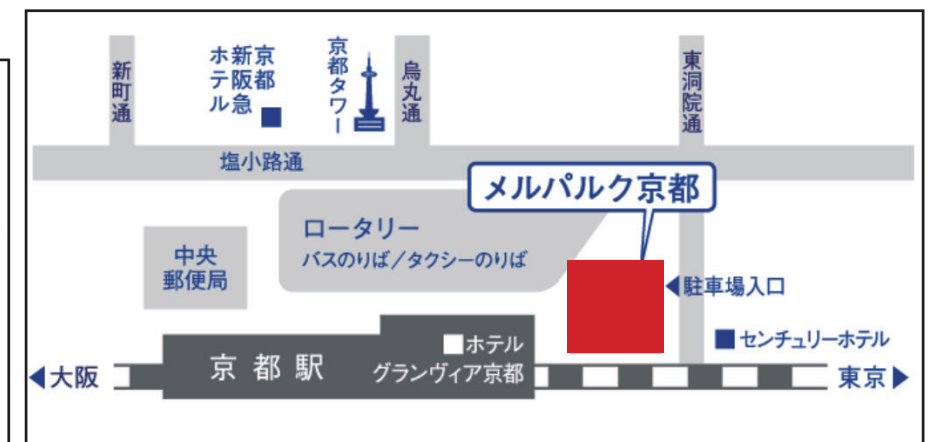 新町通
京都
新阪急
ホテル
京都タワー
烏丸通
東洞院通
塩小路通
メルパルク京都
ロータリー
バスのりば／タクシーのりば
中央
郵便局
◀駐車場入口
センチュリーホテル
ホテル
グランヴィア京都
京都駅
◀大阪
東京▶